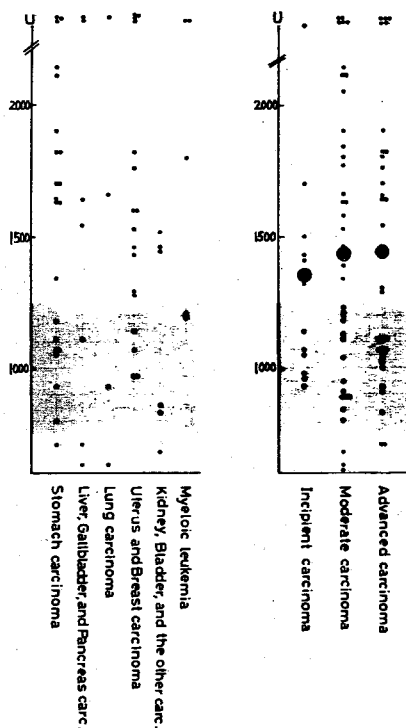 U
2000
1500
1000
Stomach carcinoma
Liver, Gallbladder, and Pancreas carc.
Lung carcinoma
Uterus and Breast carcinoma
Kidney, Bladder, and the other carc.
Myeloic leukemia
U
2000
1500
1000
Incipient carcinoma
Moderate carcinoma
Advanced carcinoma